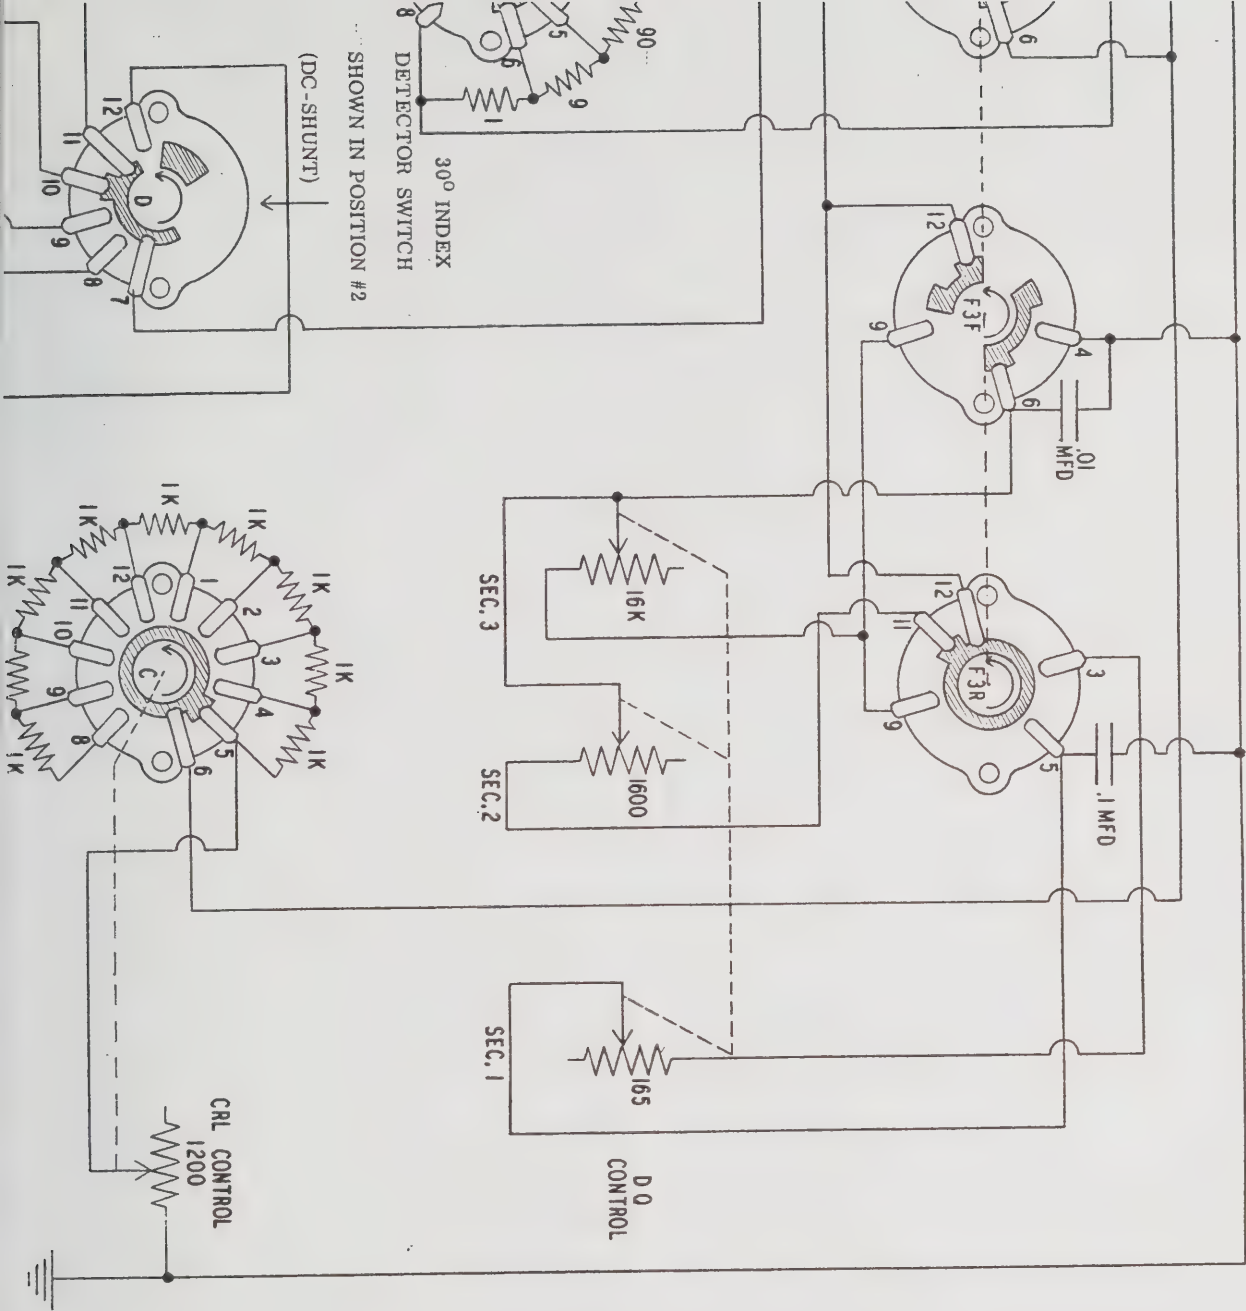 6
12
F3F
4
9
6
.01
MFD
12
11
F3R
3
9
5
.1 MFD
90
5
6
9
8
1
30° INDEX
DETECTOR SWITCH
SHOWN IN POSITION #2
(DC-SHUNT)
12
11
10
D
9
8
7
16K
SEC. 3
1600
SEC. 2
165
SEC. 1
D Q
CONTROL
1K
1K
1K
1K
1K
1K
1K
1K
1
2
3
4
5
6
8
9
10
11
12
C
CRL CONTROL
1200